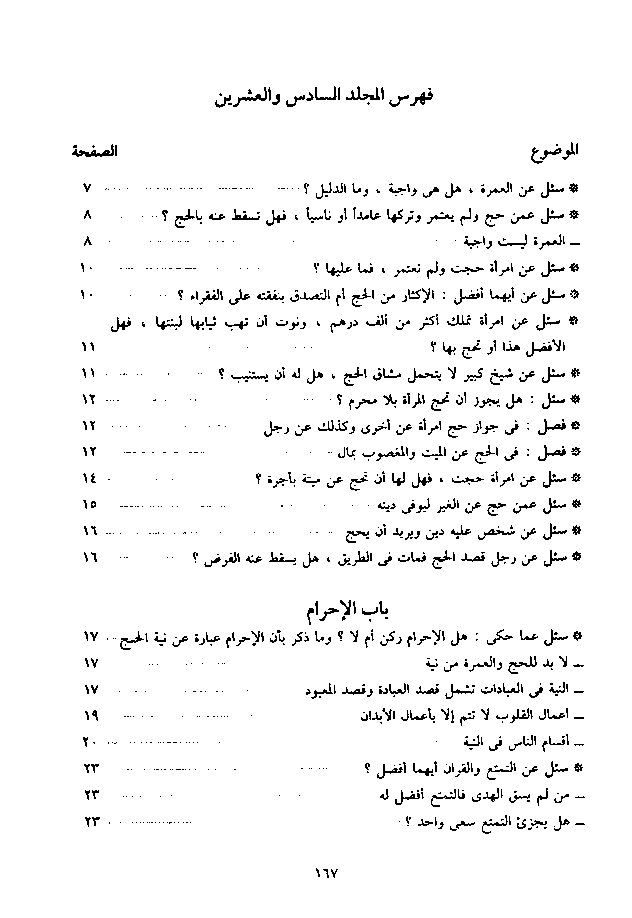 فهرس المجلد السادس والعشرين
الموضوع الصفحة
* سئل عن العمرة ، هل هى واجبة ، وما الدليل ؟ ٧
* سئل عمن حج ولم يعتمر وتركها عامداً أو ناسياً ، فهل تسقط عنه بالحج ؟ ٨
ـ العمرة ليست واجبة ٨
* سئل عن امرأة حجت ولم تعتمر ، فما عليها ؟ ١٠
* سئل عن أيهما أفضل : الإكثار من الحج أم التصدق بنفقته على الفقراء ؟ ١٠
* سئل عن امرأة تملك أكثر من ألف درهم ، ونوت أن تهب ثيابها لبنتها ، فهل
الأفضل هذا أو تحج بها ؟ ١١
* سئل عن شيخ كبير لا يتحمل مشاق الحج ، هل له أن يستنيب ؟ ١١
* سئل : هل يجوز أن تحج المرأة بلا محرم ؟ ١٢
* فصل : فى جواز حج امرأة عن أخرى وكذلك عن رجل ١٢
* فصل : فى الحج عن الميت والمغصوب بمال ١٢
* سئل عن امرأة حجت ، فهل لها أن تحج عن ميتة بأجرة ؟ ١٤
* سئل عمن حج عن الغير ليوفى دينه ١٥
* سئل عن شخص عليه دين ويريد أن يحج ١٦
* سئل عن رجل قصد الحج فمات فى الطريق ، هل يسقط عنه الفرض ؟ ١٦
باب الإحرام
* سئل عما حكى : هل الإحرام ركن أم لا ؟ وما ذكر بأن الإحرام عبارة عن نية الحج ١٧
ـ لا بد للحج والعمرة من نية ١٧
ـ النية فى العبادات تشمل قصد العبادة وقصد المعبود ١٧
ـ أعمال القلوب لا تتم إلا بأعمال الأبدان ١٩
ـ أقسام الناس فى النية ٢٠
* سئل عن التمتع والقران أيهما أفضل ؟ ٢٣
ـ من لم يسق الهدى فالتمتع أفضل له ٢٣
ـ هل يجزئ التمتع سعى واحد ؟ ٢٣
١٦٧